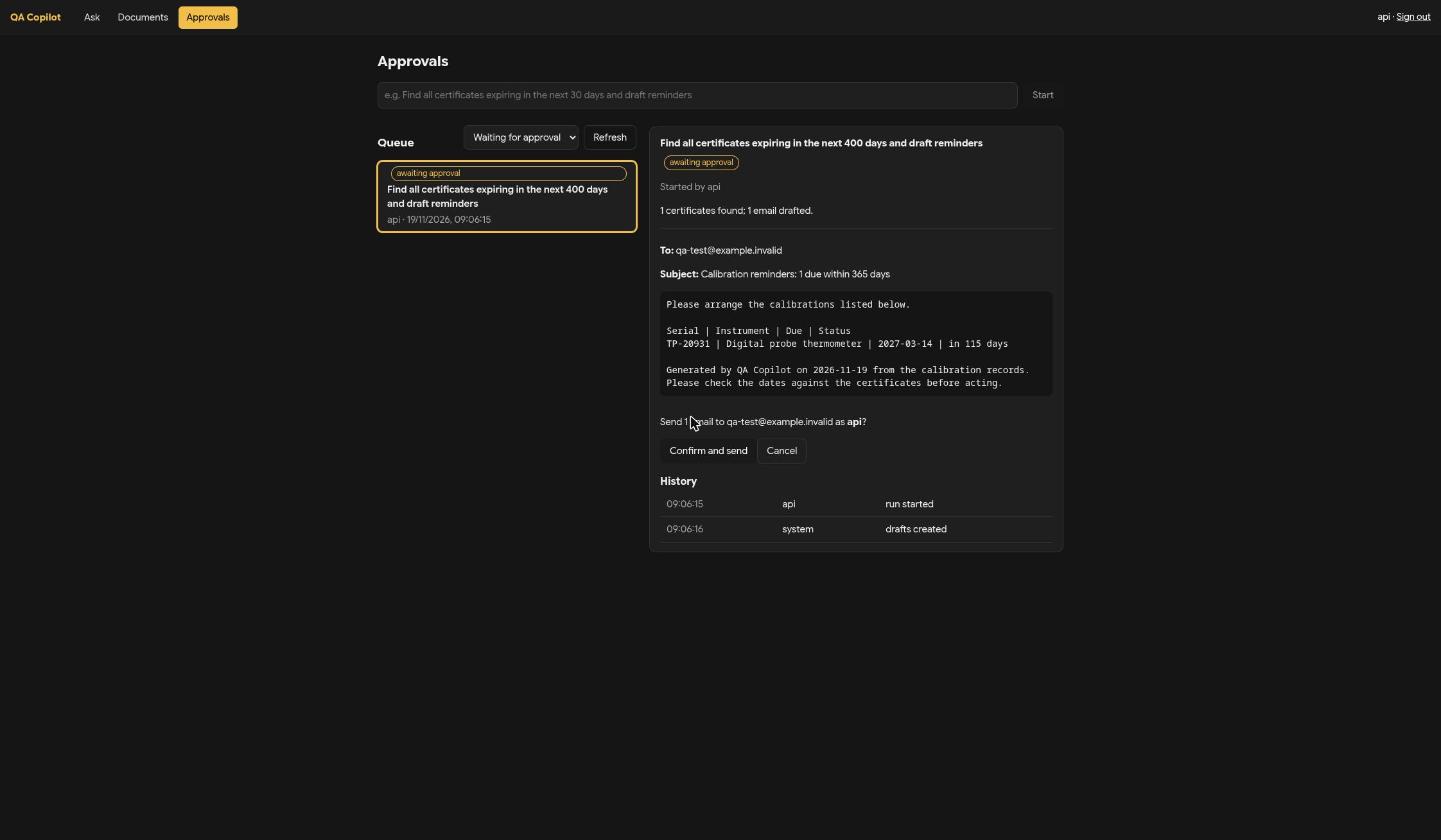 QA Copilot Ask Documents Approvals api · Sign out
Approvals
e.g. Find all certificates expiring in the next 30 days and draft reminders Start
Queue Waiting for approval Refresh
awaiting approval
Find all certificates expiring in the next 400 days
and draft reminders
api · 19/11/2026, 09:06:15
Find all certificates expiring in the next 400 days and draft reminders
awaiting approval
Started by api
1 certificates found; 1 email drafted.
To: qa-test@example.invalid
Subject: Calibration reminders: 1 due within 365 days
Please arrange the calibrations listed below.
Serial | Instrument | Due | Status
TP-20931 | Digital probe thermometer | 2027-03-14 | in 115 days
Generated by QA Copilot on 2026-11-19 from the calibration records.
Please check the dates against the certificates before acting.
Send 1 email to qa-test@example.invalid as api?
Confirm and send Cancel
History
09:06:15 api run started
09:06:16 system drafts created